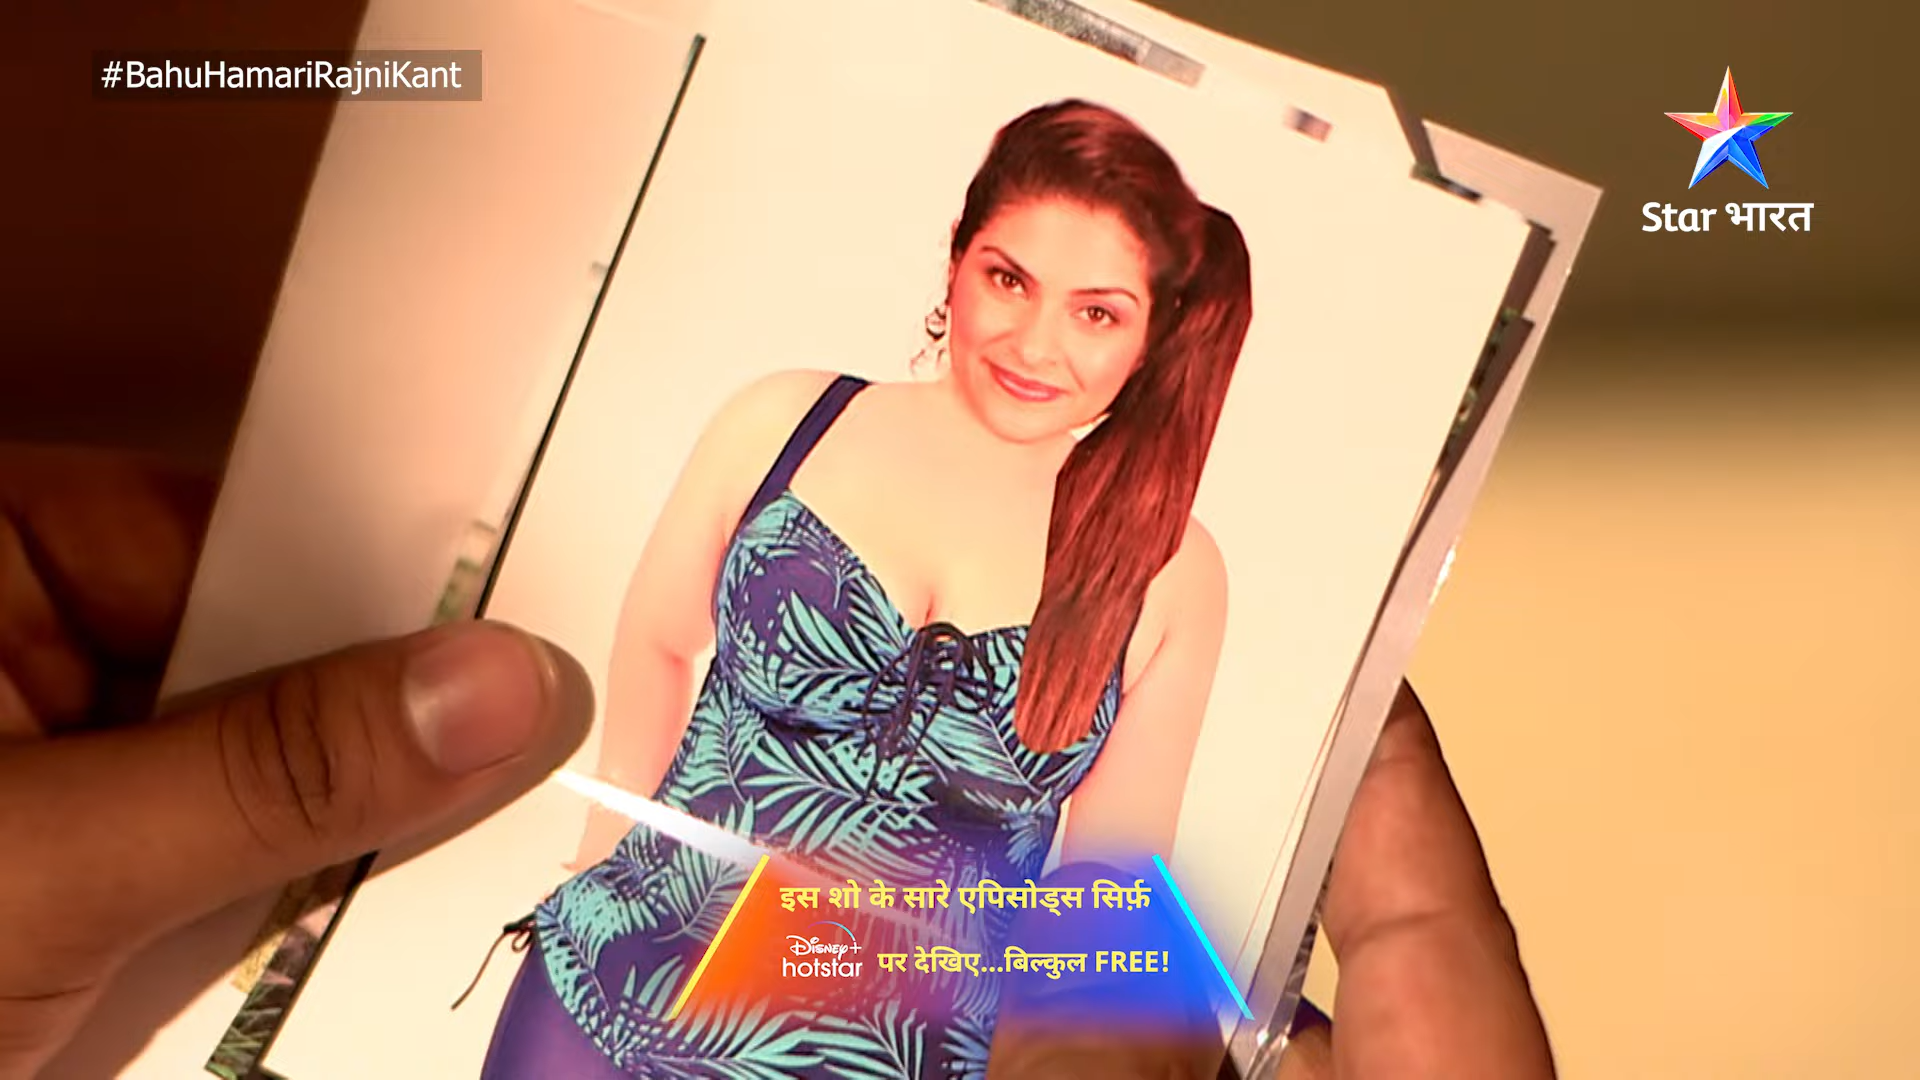 #BahuHamariRajniKant
Star भारत
इस शो के सारे एपिसोड्स सिर्फ़
Disney+ hotstar पर देखिए...बिल्कुल FREE!